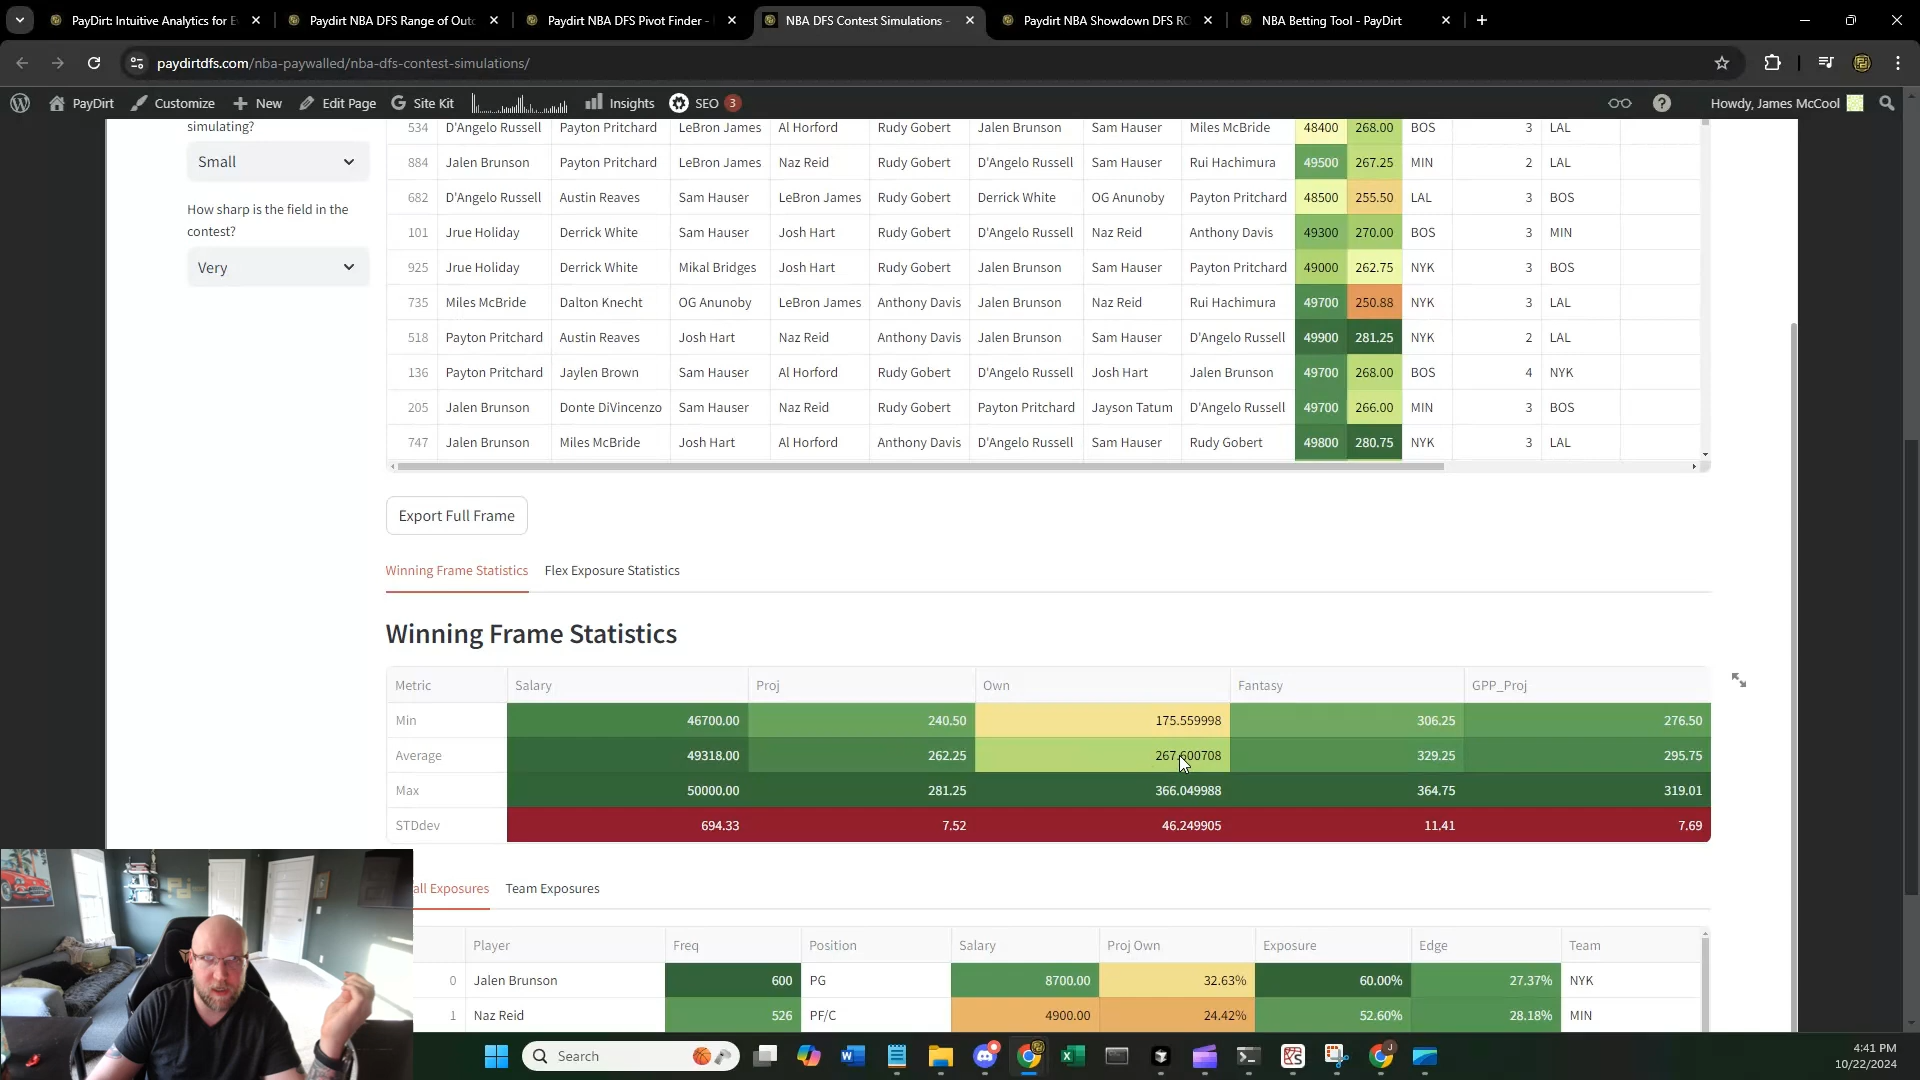 PayDirt: Intuitive Analytics for E
Paydirt NBA DFS Range of Outc
Paydirt NBA DFS Pivot Finder -
NBA DFS Contest Simulations -
Paydirt NBA Showdown DFS RO
NBA Betting Tool - PayDirt
paydirtdfs.com/nba-paywalled/nba-dfs-contest-simulations/
PayDirt Customize New Edit Page Site Kit Insights SEO 3 Howdy, James McCool
simulating?
Small
How sharp is the field in the
contest?
Very
534 D'Angelo Russell Payton Pritchard LeBron James Al Horford Rudy Gobert Jalen Brunson Sam Hauser Miles McBride 48400 268.00 BOS 3 LAL
884 Jalen Brunson Payton Pritchard LeBron James Naz Reid Rudy Gobert D'Angelo Russell Sam Hauser Rui Hachimura 49500 267.25 MIN 2 LAL
682 D'Angelo Russell Austin Reaves Sam Hauser LeBron James Rudy Gobert Derrick White OG Anunoby Payton Pritchard 48500 255.50 LAL 3 BOS
101 Jrue Holiday Derrick White Sam Hauser Josh Hart Rudy Gobert D'Angelo Russell Naz Reid Anthony Davis 49300 270.00 BOS 3 MIN
925 Jrue Holiday Derrick White Mikal Bridges Josh Hart Rudy Gobert Jalen Brunson Sam Hauser Payton Pritchard 49000 262.75 NYK 3 BOS
735 Miles McBride Dalton Knecht OG Anunoby LeBron James Anthony Davis Jalen Brunson Naz Reid Rui Hachimura 49700 250.88 NYK 3 LAL
518 Payton Pritchard Austin Reaves Josh Hart Naz Reid Anthony Davis Jalen Brunson Sam Hauser D'Angelo Russell 49900 281.25 NYK 2 LAL
136 Payton Pritchard Jaylen Brown Sam Hauser Al Horford Rudy Gobert D'Angelo Russell Josh Hart Jalen Brunson 49700 268.00 BOS 4 NYK
205 Jalen Brunson Donte DiVincenzo Sam Hauser Naz Reid Rudy Gobert Payton Pritchard Jayson Tatum D'Angelo Russell 49700 266.00 MIN 3 BOS
747 Jalen Brunson Miles McBride Josh Hart Al Horford Anthony Davis D'Angelo Russell Sam Hauser Rudy Gobert 49800 280.75 NYK 3 LAL
Export Full Frame
Winning Frame Statistics Flex Exposure Statistics
Winning Frame Statistics
Metric Salary Proj Own Fantasy GPP_Proj
Min 46700.00 240.50 175.559998 306.25 276.50
Average 49318.00 262.25 267.600708 329.25 295.75
Max 50000.00 281.25 366.049988 364.75 319.01
STDdev 694.33 7.52 46.249905 11.41 7.69
all Exposures Team Exposures
Player Freq Position Salary Proj Own Exposure Edge Team
0 Jalen Brunson 600 PG 8700.00 32.63% 60.00% 27.37% NYK
1 Naz Reid 526 PF/C 4900.00 24.42% 52.60% 28.18% MIN
Search
4:41 PM
10/22/2024